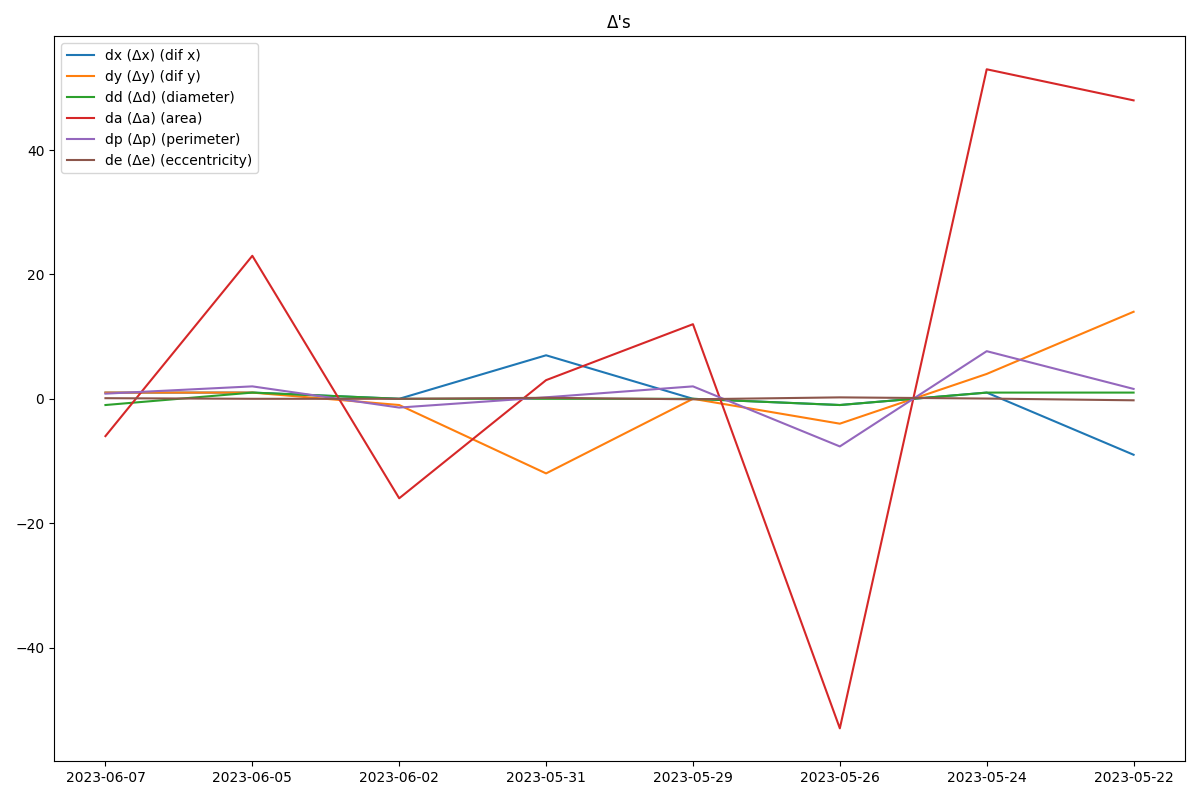 Δ's
dx (Δx) (dif x)
dy (Δy) (dif y)
dd (Δd) (diameter)
da (Δa) (area)
dp (Δp) (perimeter)
de (Δe) (eccentricity)
40
20
0
−20
−40
2023-06-07 2023-06-05 2023-06-02 2023-05-31 2023-05-29 2023-05-26 2023-05-24 2023-05-22